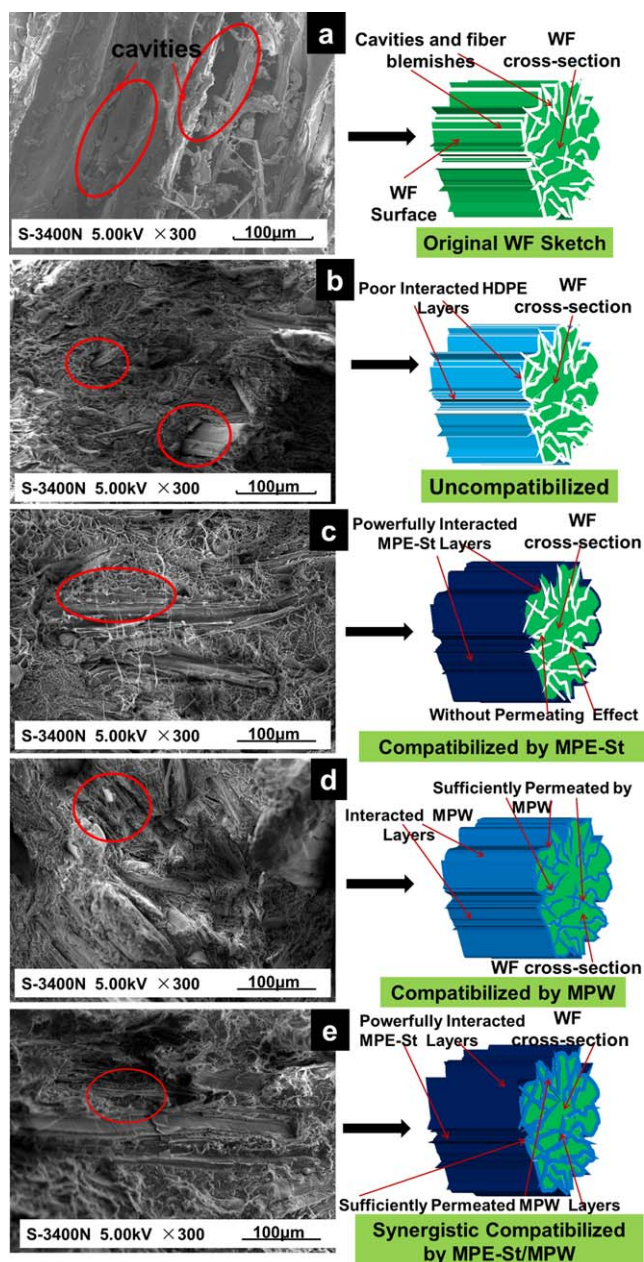 a
cavities
S-3400N 5.00kV ×300 100μm
Cavities and fiber
blemishes
WF
cross-section
WF
Surface
Original WF Sketch
b
S-3400N 5.00kV ×300 100μm
Poor Interacted HDPE
Layers
WF
cross-section
Uncompatibilized
c
S-3400N 5.00kV ×300 100μm
Powerfully Interacted
MPE-St Layers
WF
cross-section
Without Permeating Effect
Compatibilized by MPE-St
d
S-3400N 5.00kV ×300 100μm
Sufficiently Permeated by
MPW
Interacted MPW
Layers
WF cross-section
Compatibilized by MPW
e
S-3400N 5.00kV ×300 100μm
Powerfully Interacted
MPE-St Layers
WF
cross-section
Sufficiently Permeated MPW Layers
Synergistic Compatibilized
by MPE-St/MPW